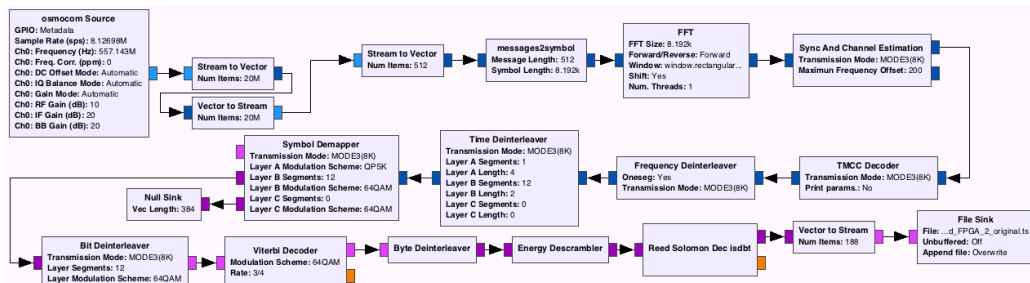 osmocom Source
GPIO: Metadata
Sample Rate (sps): 8.12698M
Ch0: Frequency (Hz): 557.143M
Ch0: Freq. Corr. (ppm): 0
Ch0: DC Offset Mode: Automatic
Ch0: IQ Balance Mode: Automatic
Ch0: Gain Mode: Automatic
Ch0: RF Gain (dB): 10
Ch0: IF Gain (dB): 20
Ch0: BB Gain (dB): 20
Stream to Vector
Num Items: 20M
Vector to Stream
Num Items: 20M
Stream to Vector
Num Items: 512
messages2symbol
Message Length: 512
Symbol Length: 8.192k
FFT
FFT Size: 8.192k
Forward/Reverse: Forward
Window: window.rectangular...
Shift: Yes
Num. Threads: 1
Sync And Channel Estimation
Transmission Mode: MODE3(8K)
Maximun Frequency Offset: 200
TMCC Decoder
Transmission Mode: MODE3(8K)
Print params.: No
Frequency Deinterleaver
Oneseg: Yes
Transmission Mode: MODE3(8K)
Time Deinterleaver
Transmission Mode: MODE3(8K)
Layer A Segments: 1
Layer A Length: 4
Layer B Segments: 12
Layer B Length: 2
Layer C Segments: 0
Layer C Length: 0
Symbol Demapper
Transmission Mode: MODE3(8K)
Layer A Modulation Scheme: QPSK
Layer B Segments: 12
Layer B Modulation Scheme: 64QAM
Layer C Segments: 0
Layer C Modulation Scheme: 64QAM
Null Sink
Vec Length: 384
Bit Deinterleaver
Transmission Mode: MODE3(8K)
Layer Segments: 12
Layer Modulation Scheme: 64QAM
Viterbi Decoder
Modulation Scheme: 64QAM
Rate: 3/4
Byte Deinterleaver
Energy Descrambler
Reed Solomon Dec isdbt
Vector to Stream
Num Items: 188
File Sink
File: ...d_FPGA_2_original.ts
Unbuffered: Off
Append file: Overwrite